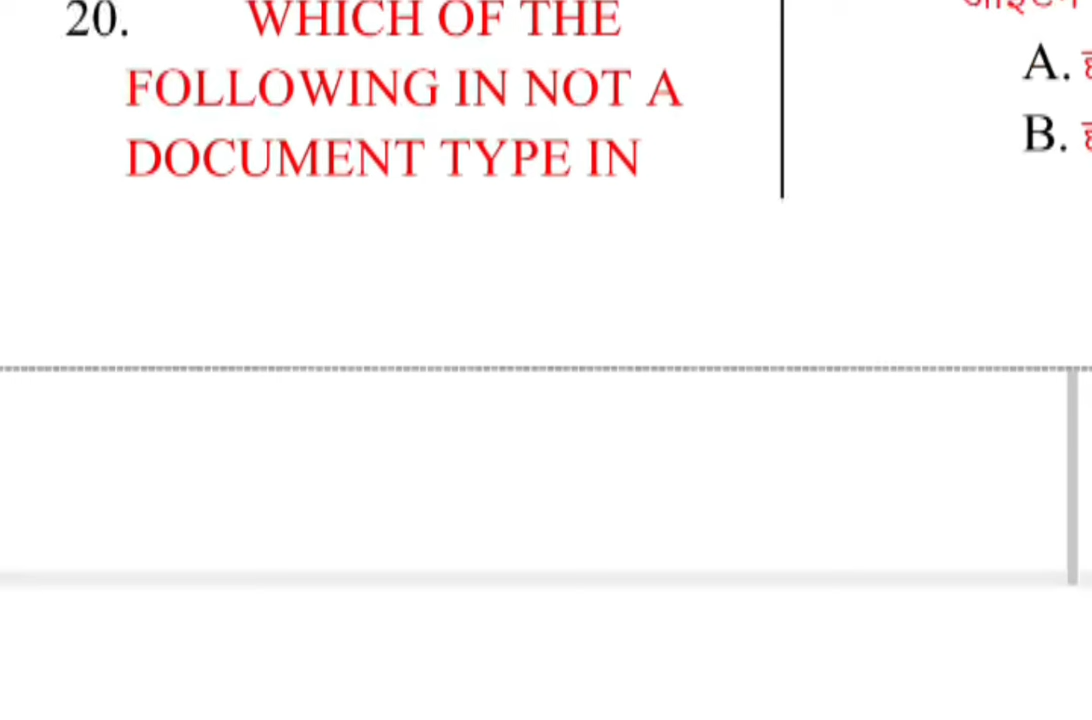 20. WHICH OF THE
FOLLOWING IN NOT A
DOCUMENT TYPE IN
A.
B.